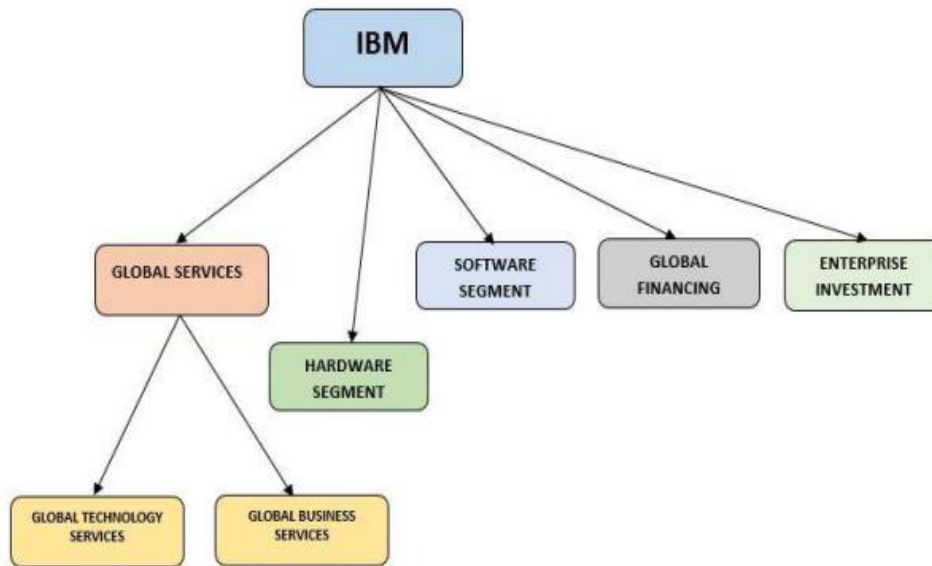 IBM
GLOBAL SERVICES
SOFTWARE
SEGMENT
GLOBAL
FINANCING
ENTERPRISE
INVESTMENT
HARDWARE
SEGMENT
GLOBAL TECHNOLOGY
SERVICES
GLOBAL BUSINESS
SERVICES